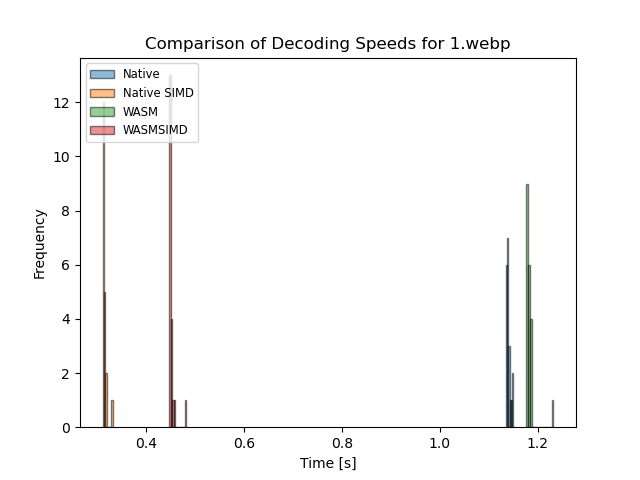 Comparison of Decoding Speeds for 1.webp
Native
Native SIMD
WASM
WASMSIMD
12
10
8
6
4
2
0
Frequency
0.4 0.6 0.8 1.0 1.2
Time [s]